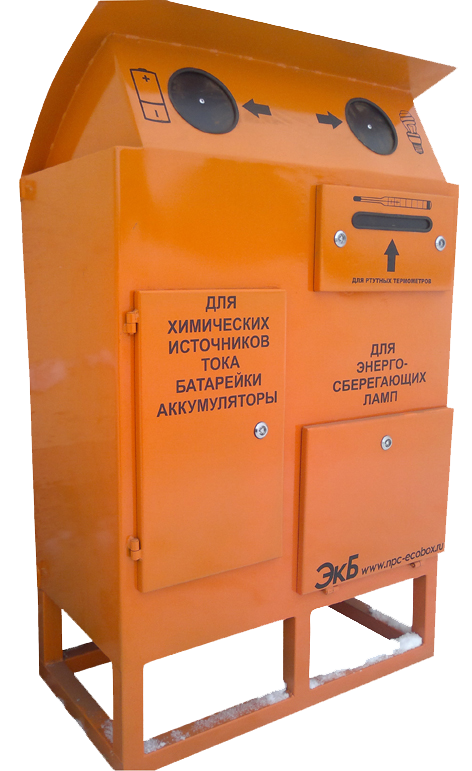 +
-
ДЛЯ РТУТНЫХ ТЕРМОМЕТРОВ
ДЛЯ
ХИМИЧЕСКИХ
ИСТОЧНИКОВ
ТОКА
БАТАРЕЙКИ
АККУМУЛЯТОРЫ
ДЛЯ
ЭНЕРГО-
СБЕРЕГАЮЩИХ
ЛАМП
ЭкБ www.npc-ecobox.ru